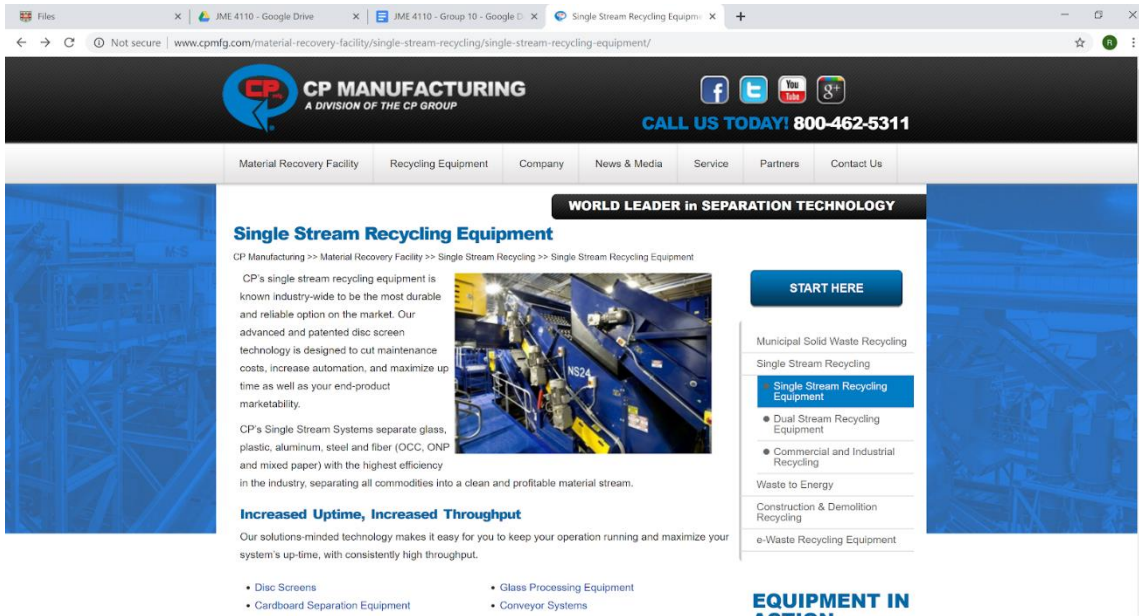 Files
JME 4110 - Google Drive
JME 4110 - Group 10 - Google D
Single Stream Recycling Equipme
Not secure | www.cpmfg.com/material-recovery-facility/single-stream-recycling/single-stream-recycling-equipment/
R
CP
CP MANUFACTURING
A DIVISION OF THE CP GROUP
You Tube
g+
CALL US TODAY! 800-462-5311
Material Recovery Facility
Recycling Equipment
Company
News & Media
Service
Partners
Contact Us
WORLD LEADER in SEPARATION TECHNOLOGY
Single Stream Recycling Equipment
CP Manufacturing >> Material Recovery Facility >> Single Stream Recycling >> Single Stream Recycling Equipment
CP's single stream recycling equipment is
known industry-wide to be the most durable
and reliable option on the market. Our
advanced and patented disc screen
technology is designed to cut maintenance
costs, increase automation, and maximize up
time as well as your end-product
marketability.
CP's Single Stream Systems separate glass,
plastic, aluminum, steel and fiber (OCC, ONP
and mixed paper) with the highest efficiency
in the industry, separating all commodities into a clean and profitable material stream.
NS24
Increased Uptime, Increased Throughput
Our solutions-minded technology makes it easy for you to keep your operation running and maximize your
system's up-time, with consistently high throughput.
• Disc Screens
• Cardboard Separation Equipment
• Glass Processing Equipment
• Conveyor Systems
START HERE
Municipal Solid Waste Recycling
Single Stream Recycling
Single Stream Recycling
Equipment
Dual Stream Recycling
Equipment
Commercial and Industrial
Recycling
Waste to Energy
Construction & Demolition
Recycling
e-Waste Recycling Equipment
EQUIPMENT IN
ACTION